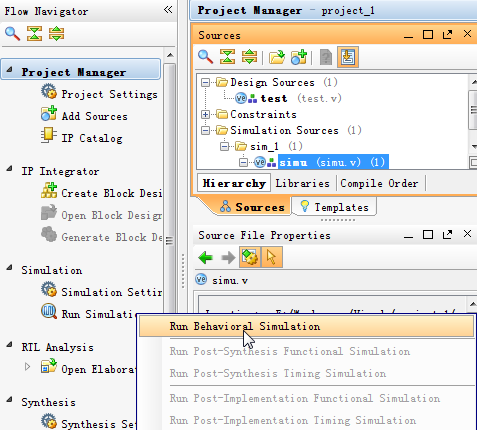 Flow Navigator
Project Manager
Project Settings
Add Sources
IP Catalog
IP Integrator
Create Block Desi
Open Block Design
Generate Block De
Simulation
Simulation Settin
Run Simulation
RTL Analysis
Open Elaborat
Synthesis
Synthesis Set
Project Manager - project_1
Sources
Design Sources (1)
test (test.v)
Constraints
Simulation Sources (1)
sim_1 (1)
simu (simu.v) (1)
Hierarchy Libraries Compile Order
Sources Templates
Source File Properties
simu.v
Run Behavioral Simulation
Run Post-Synthesis Functional Simulation
Run Post-Synthesis Timing Simulation
Run Post-Implementation Functional Simulation
Run Post-Implementation Timing Simulation